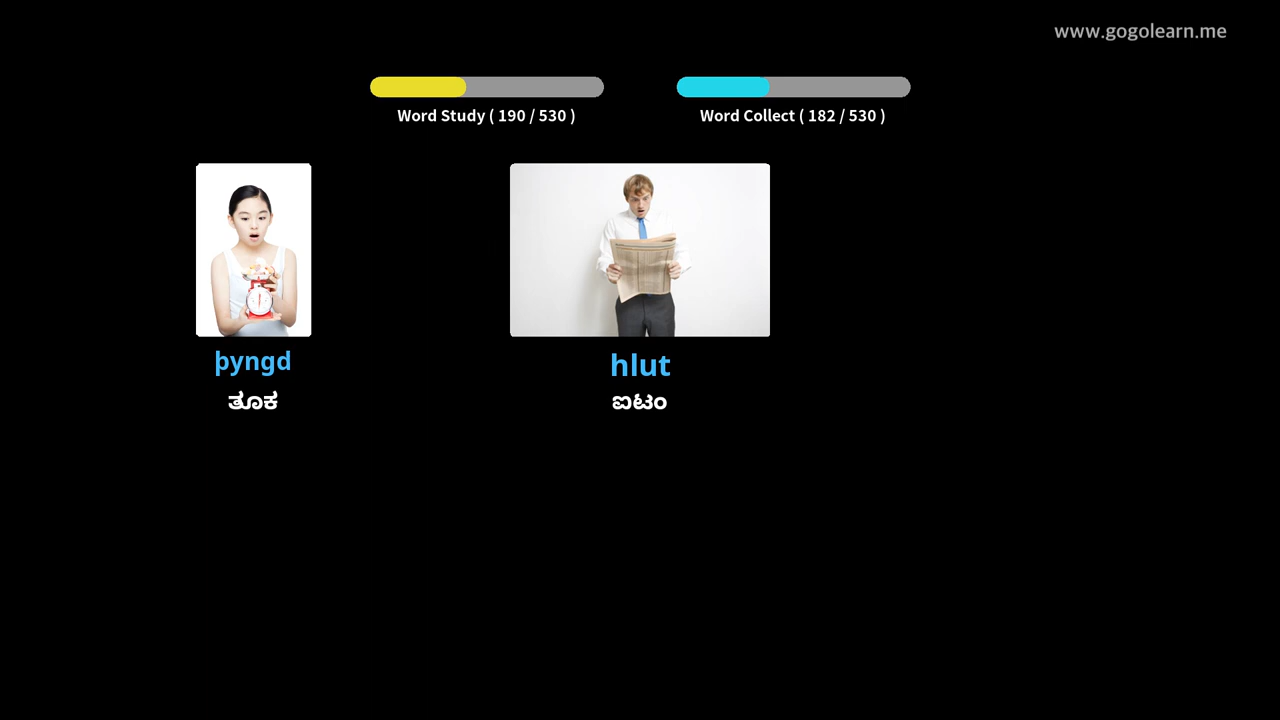 www.gogolearn.me
Word Study ( 190 / 530 )
Word Collect ( 182 / 530 )
þyngd
ತೂಕ
hlut
ಐಟಂ